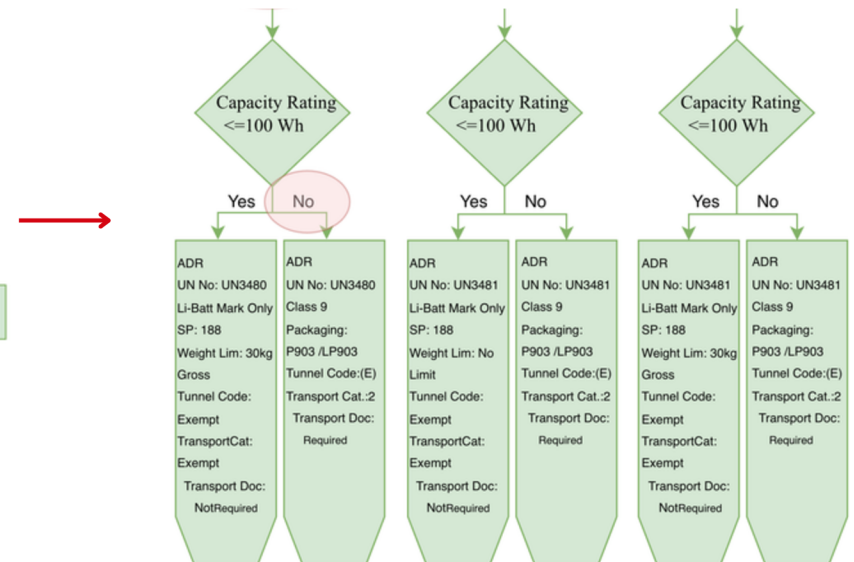 Capacity Rating
<=100 Wh
Capacity Rating
<=100 Wh
Capacity Rating
<=100 Wh
Yes
No
Yes
No
Yes
No
ADR
UN No: UN3480
Li-Batt Mark Only
SP: 188
Weight Lim: 30kg
Gross
Tunnel Code:
Exempt
TransportCat:
Exempt
Transport Doc:
NotRequired
ADR
UN No: UN3480
Class 9
Packaging:
P903 /LP903
Tunnel Code:(E)
Transport Cat.:2
Transport Doc:
Required
ADR
UN No: UN3481
Li-Batt Mark Only
SP: 188
Weight Lim: No
Limit
Tunnel Code:
Exempt
TransportCat:
Exempt
Transport Doc:
NotRequired
ADR
UN No: UN3481
Class 9
Packaging:
P903 /LP903
Tunnel Code:(E)
Transport Cat.:2
Transport Doc:
Required
ADR
UN No: UN3481
Li-Batt Mark Only
SP: 188
Weight Lim: 30kg
Gross
Tunnel Code:
Exempt
TransportCat:
Exempt
Transport Doc:
NotRequired
ADR
UN No: UN3481
Class 9
Packaging:
P903 /LP903
Tunnel Code:(E)
Transport Cat.:2
Transport Doc:
Required